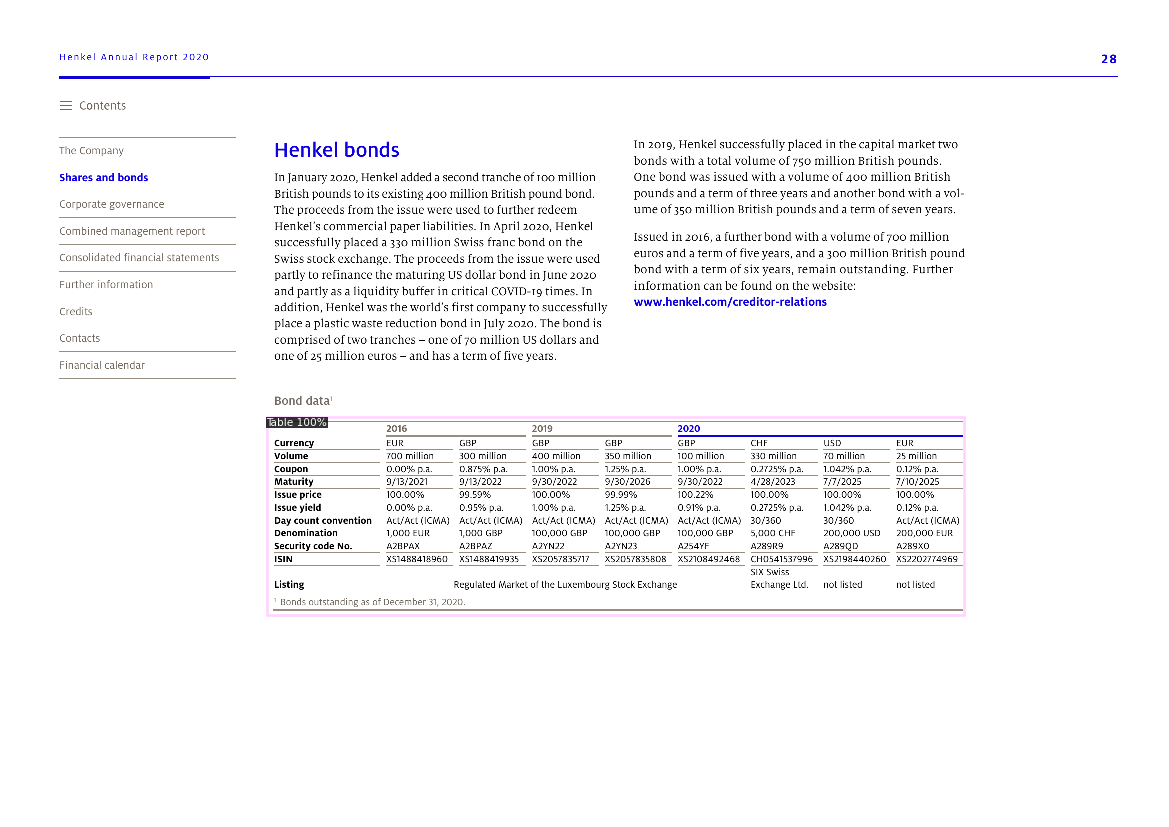 Henkel Annual Report 2020
28
Contents
The Company
Shares and bonds
Corporate governance
Combined management report
Consolidated financial statements
Further information
Credits
Contacts
Financial calendar
Henkel bonds
In January 2020, Henkel added a second tranche of 100 million
British pounds to its existing 400 million British pound bond.
The proceeds from the issue were used to further redeem
Henkel's commercial paper liabilities. In April 2020, Henkel
successfully placed a 330 million Swiss franc bond on the
Swiss stock exchange. The proceeds from the issue were used
partly to refinance the maturing US dollar bond in June 2020
and partly as a liquidity buffer in critical COVID-19 times. In
addition, Henkel was the world's first company to successfully
place a plastic waste reduction bond in July 2020. The bond is
comprised of two tranches – one of 70 million US dollars and
one of 25 million euros – and has a term of five years.
In 2019, Henkel successfully placed in the capital market two
bonds with a total volume of 750 million British pounds.
One bond was issued with a volume of 400 million British
pounds and a term of three years and another bond with a vol-
ume of 350 million British pounds and a term of seven years.
Issued in 2016, a further bond with a volume of 700 million
euros and a term of five years, and a 300 million British pound
bond with a term of six years, remain outstanding. Further
information can be found on the website:
www.henkel.com/creditor-relations
Bond data¹
Table 100%
2016 2019 2020
Currency EUR GBP GBP GBP GBP CHF USD EUR
Volume 700 million 300 million 400 million 350 million 100 million 330 million 70 million 25 million
Coupon 0.00% p.a. 0.875% p.a. 1.00% p.a. 1.25% p.a. 1.00% p.a. 0.2725% p.a. 1.042% p.a. 0.12% p.a.
Maturity 9/13/2021 9/13/2022 9/30/2022 9/30/2026 9/30/2022 4/28/2023 7/7/2025 7/10/2025
Issue price 100.00% 99.59% 100.00% 99.99% 100.22% 100.00% 100.00% 100.00%
Issue yield 0.00% p.a. 0.95% p.a. 1.00% p.a. 1.25% p.a. 0.91% p.a. 0.2725% p.a. 1.042% p.a. 0.12% p.a.
Day count convention Act/Act (ICMA) Act/Act (ICMA) Act/Act (ICMA) Act/Act (ICMA) Act/Act (ICMA) 30/360 30/360 Act/Act (ICMA)
Denomination 1,000 EUR 1,000 GBP 100,000 GBP 100,000 GBP 100,000 GBP 5,000 CHF 200,000 USD 200,000 EUR
Security code No. A2BPAX A2BPAZ A2YN22 A2YN23 A254YF A289R9 A289QD A289X0
ISIN XS1488418960 XS1488419935 XS2057835717 XS2057835808 XS2108492468 CH0541537996 XS2198440260 XS2202774969
SIX Swiss
Listing Regulated Market of the Luxembourg Stock Exchange Exchange Ltd. not listed not listed
¹ Bonds outstanding as of December 31, 2020.